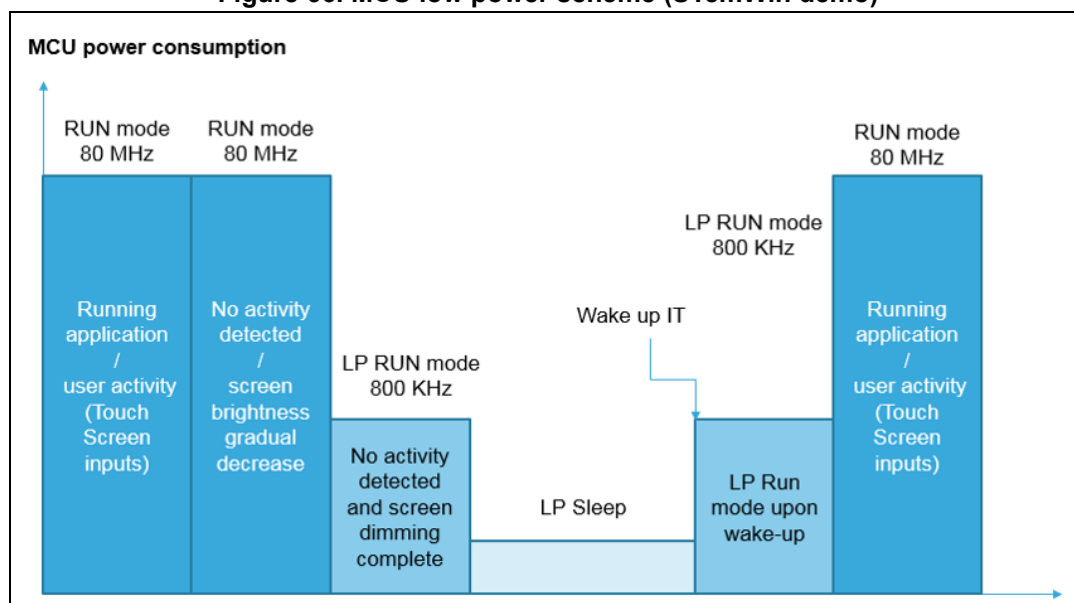 MCU power consumption
RUN mode
80 MHz
RUN mode
80 MHz
RUN mode
80 MHz
LP RUN mode
800 KHz
Running
application
/
user activity
(Touch
Screen
inputs)
No activity
detected
/
screen
brightness
gradual
decrease
LP RUN mode
800 KHz
No activity
detected
and screen
dimming
complete
LP Sleep
Wake up IT
LP Run
mode upon
wake-up
Running
application
/
user activity
(Touch
Screen
inputs)